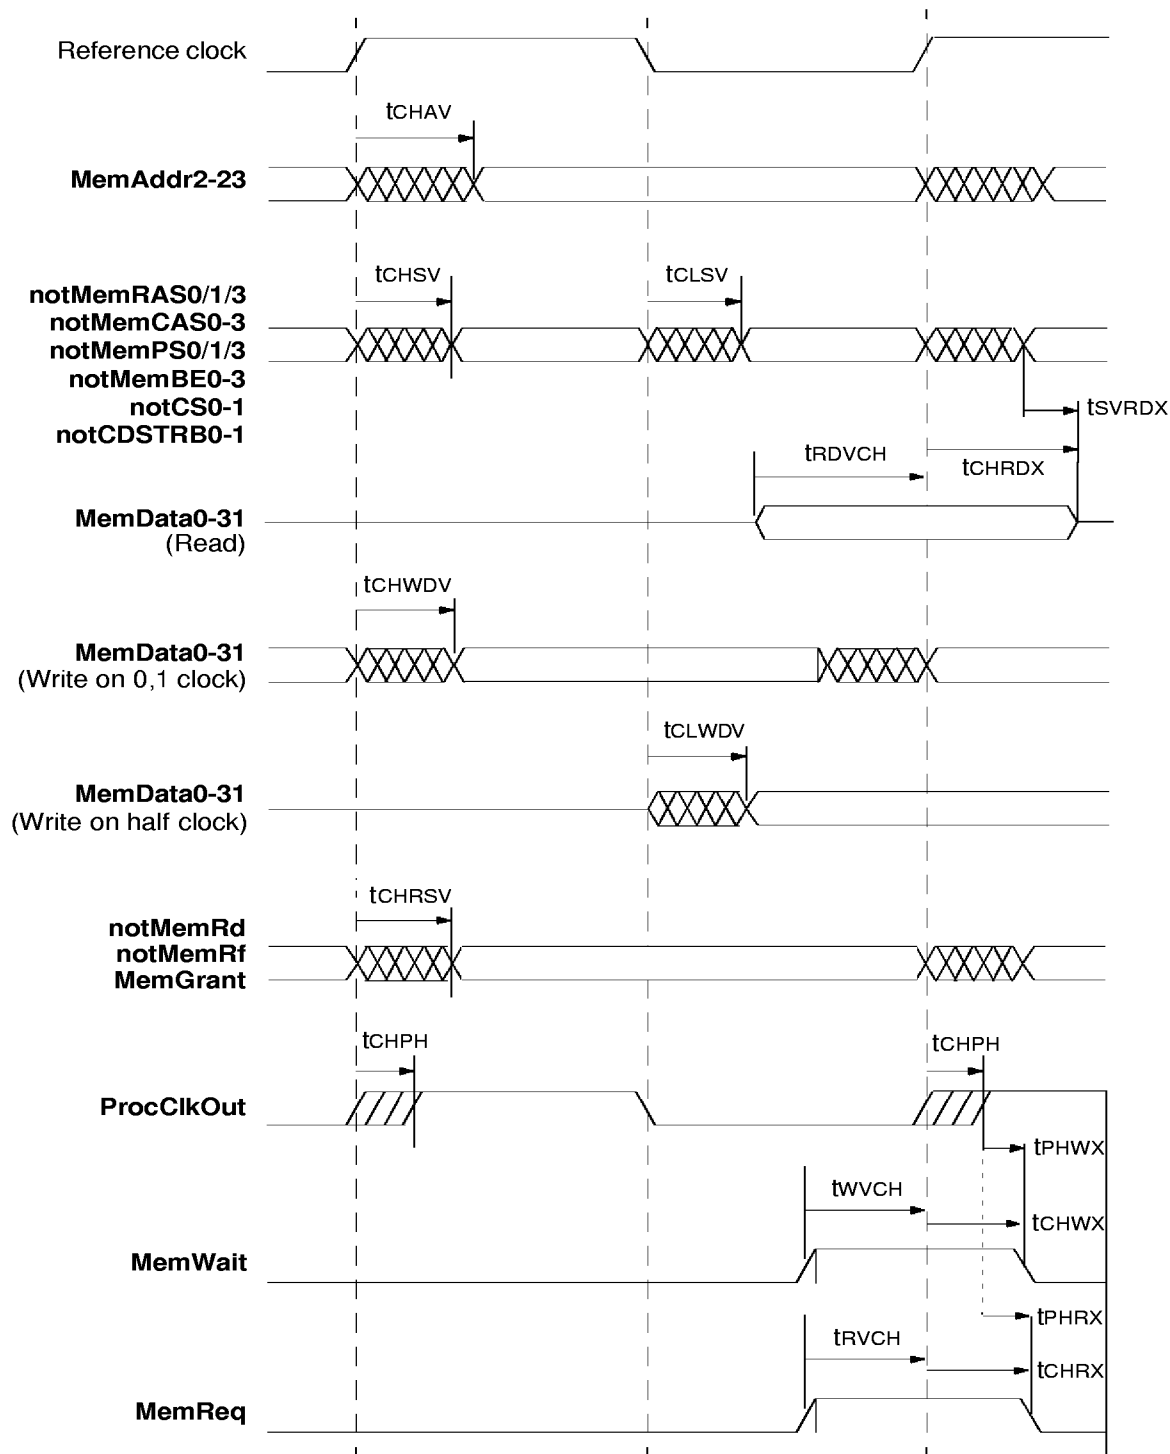 Reference clock
tCHAV
MemAddr2-23
tCHSV
tCLSV
notMemRAS0/1/3
notMemCAS0-3
notMemPS0/1/3
notMemBE0-3
notCS0-1
tSVRDX
notCDSTRB0-1
tRDVCH
tCHRDX
MemData0-31
(Read)
tCHWDV
MemData0-31
(Write on 0,1 clock)
tCLWDV
MemData0-31
(Write on half clock)
tCHRSV
notMemRd
notMemRf
MemGrant
tCHPH
tCHPH
ProcClkOut
tPHWX
tWVCH
tCHWX
MemWait
tPHRX
tRVCH
tCHRX
MemReq